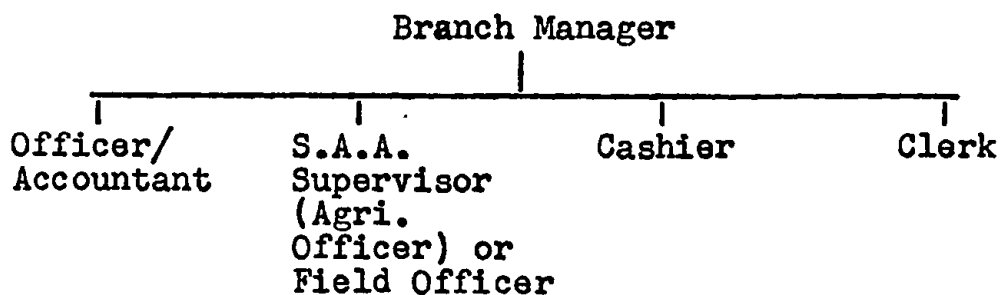 Branch Manager
Officer/
Accountant
S.A.A.
Supervisor
(Agri.
Officer) or
Field Officer
Cashier
Clerk